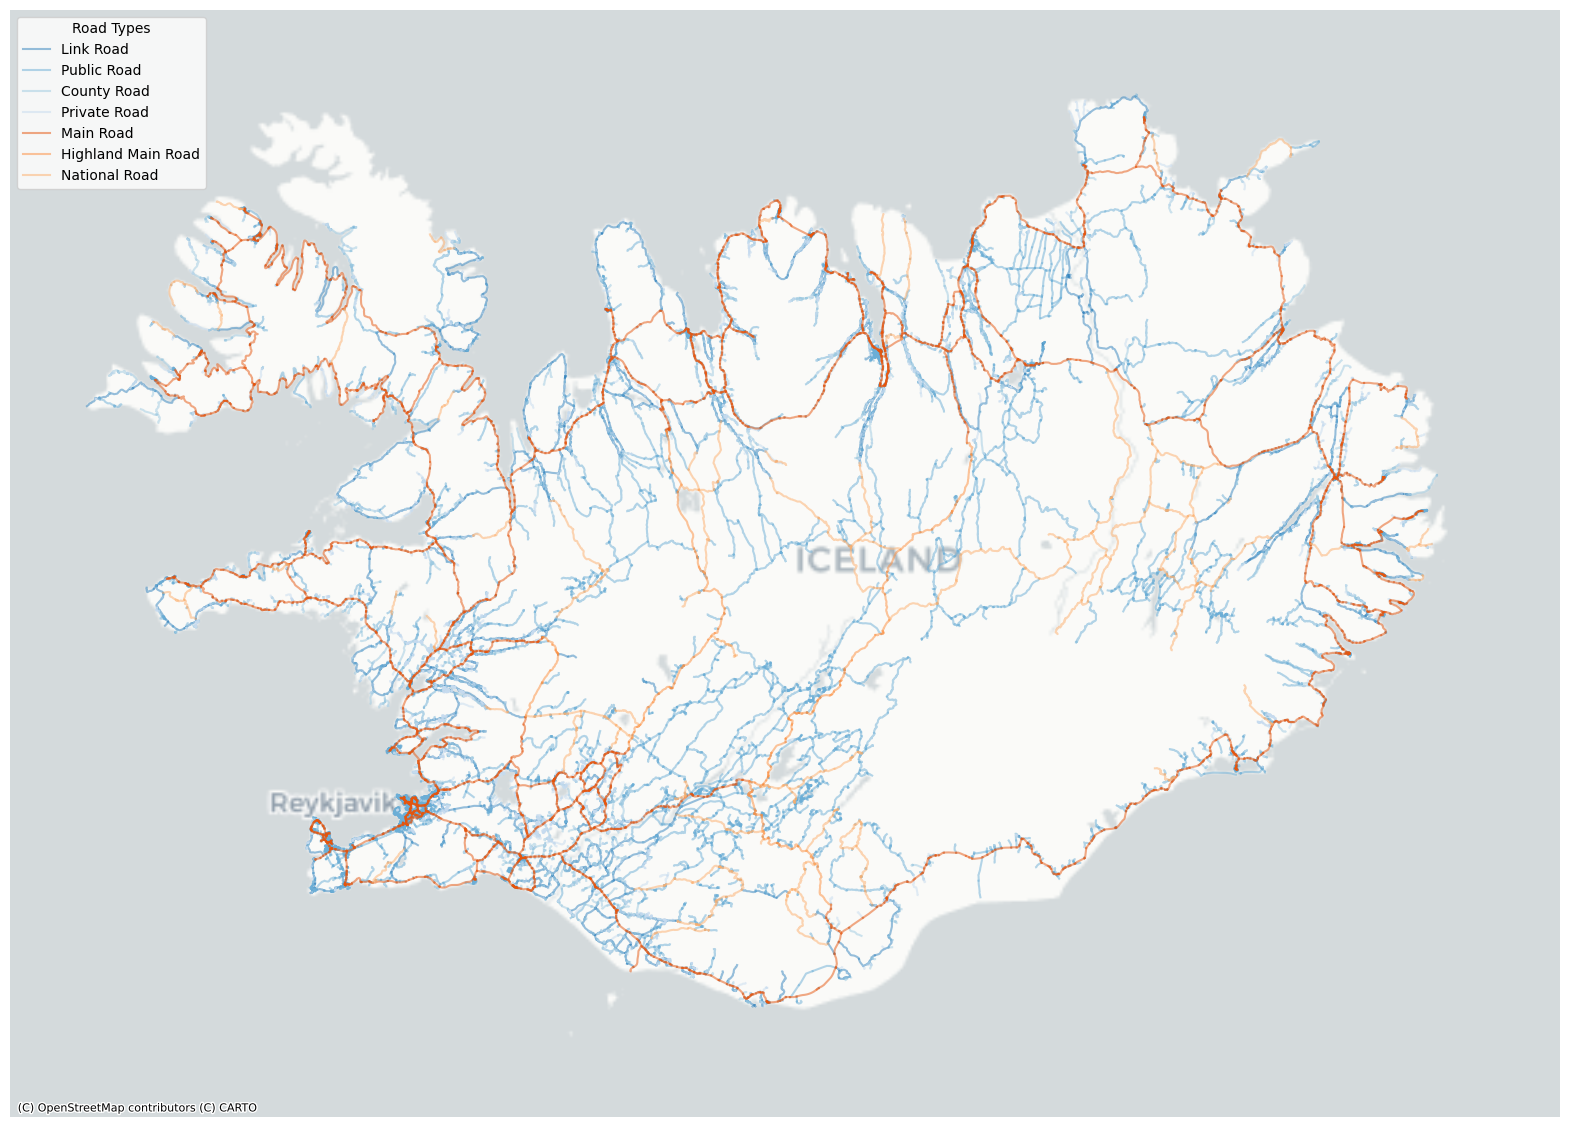 Road Types
Link Road
Public Road
County Road
Private Road
Main Road
Highland Main Road
National Road
ICELAND
Reykjavik
(C) OpenStreetMap contributors (C) CARTO